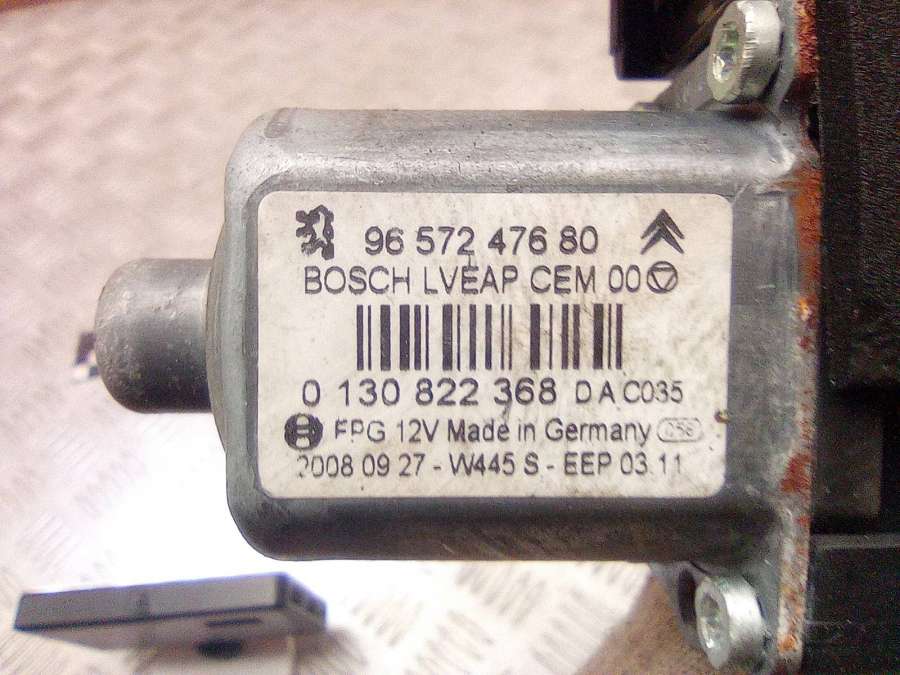 96 572 476 80
BOSCH LVEAP CEM 00
0 130 822 368 D A C035
FPG 12V Made in Germany 058
2008 09 27 - W445 S - EEP 03.11